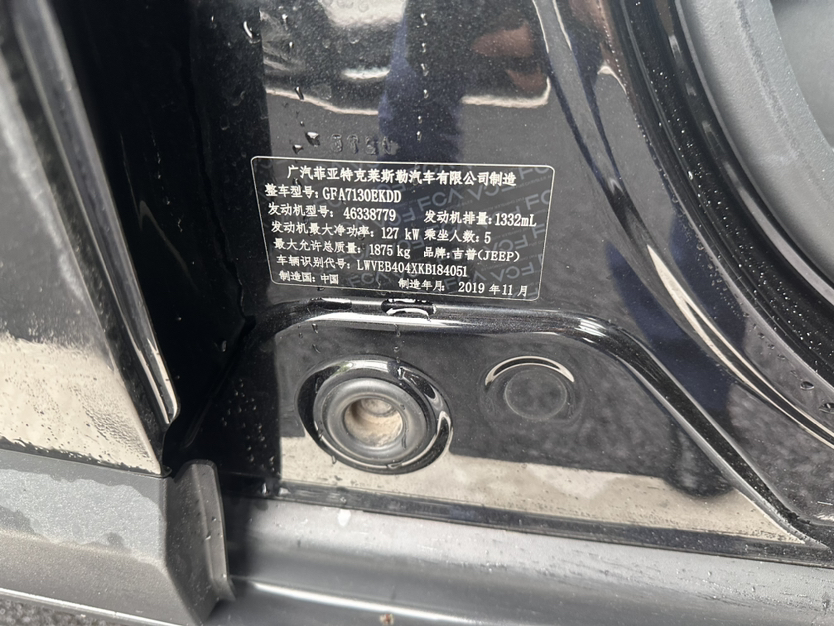 广汽菲亚特克莱斯勒汽车有限公司制造
整车型号: GFA7130EKDD
发动机型号: 46338779 发动机排量: 1332mL
发动机最大净功率: 127 kW 乘坐人数: 5
最大允许总质量: 1875 kg 品牌: 吉普(JEEP)
车辆识别代号: LWVEB404XKB184051
制造国: 中国 制造年月: 2019 年 11 月